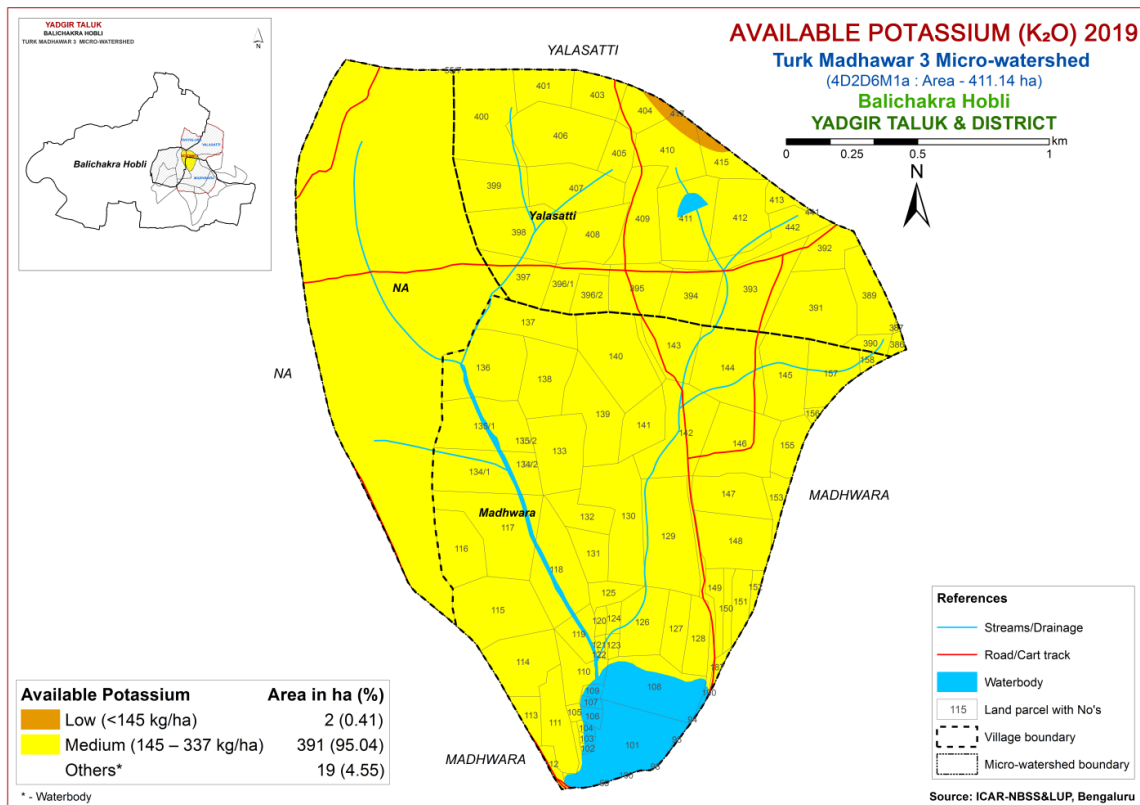 YADGIR TALUK
BALICHAKRA HOBLI
TURK MADHAWAR 3 MICRO-WATERSHED
N
Balichakra Hobli
YALASATTI
MADHWARA
AVAILABLE POTASSIUM (K₂O) 2019
Turk Madhawar 3 Micro-watershed
(4D2D6M1a : Area - 411.14 ha)
Balichakra Hobli
YADGIR TALUK & DISTRICT
km
0 0.25 0.5 1
N
YALASATTI
401
403
404
400
406
405
410
415
399
407
413
Yalasatti
409
411
412
441
398
408
442
392
397
396/1
396/2
395
394
393
391
389
NA
387
137
390
386
143
158
140
136
138
144
145
157
NA
139
141
142
156
135/1
135/2
133
146
155
134/1
134/2
147
153
MADHWARA
Madhwara
117
132
130
129
148
116
131
118
125
149
115
150
151
120
124
126
127
128
119
121
123
122
114
110
109
108
107
113
111
105
106
104
103
102
101
MADHWARA
Available Potassium Area in ha (%)
Low (<145 kg/ha) 2 (0.41)
Medium (145 – 337 kg/ha) 391 (95.04)
Others* 19 (4.55)
* - Waterbody
References
Streams/Drainage
Road/Cart track
Waterbody
115 Land parcel with No's
Village boundary
Micro-watershed boundary
Source: ICAR-NBSS&LUP, Bengaluru